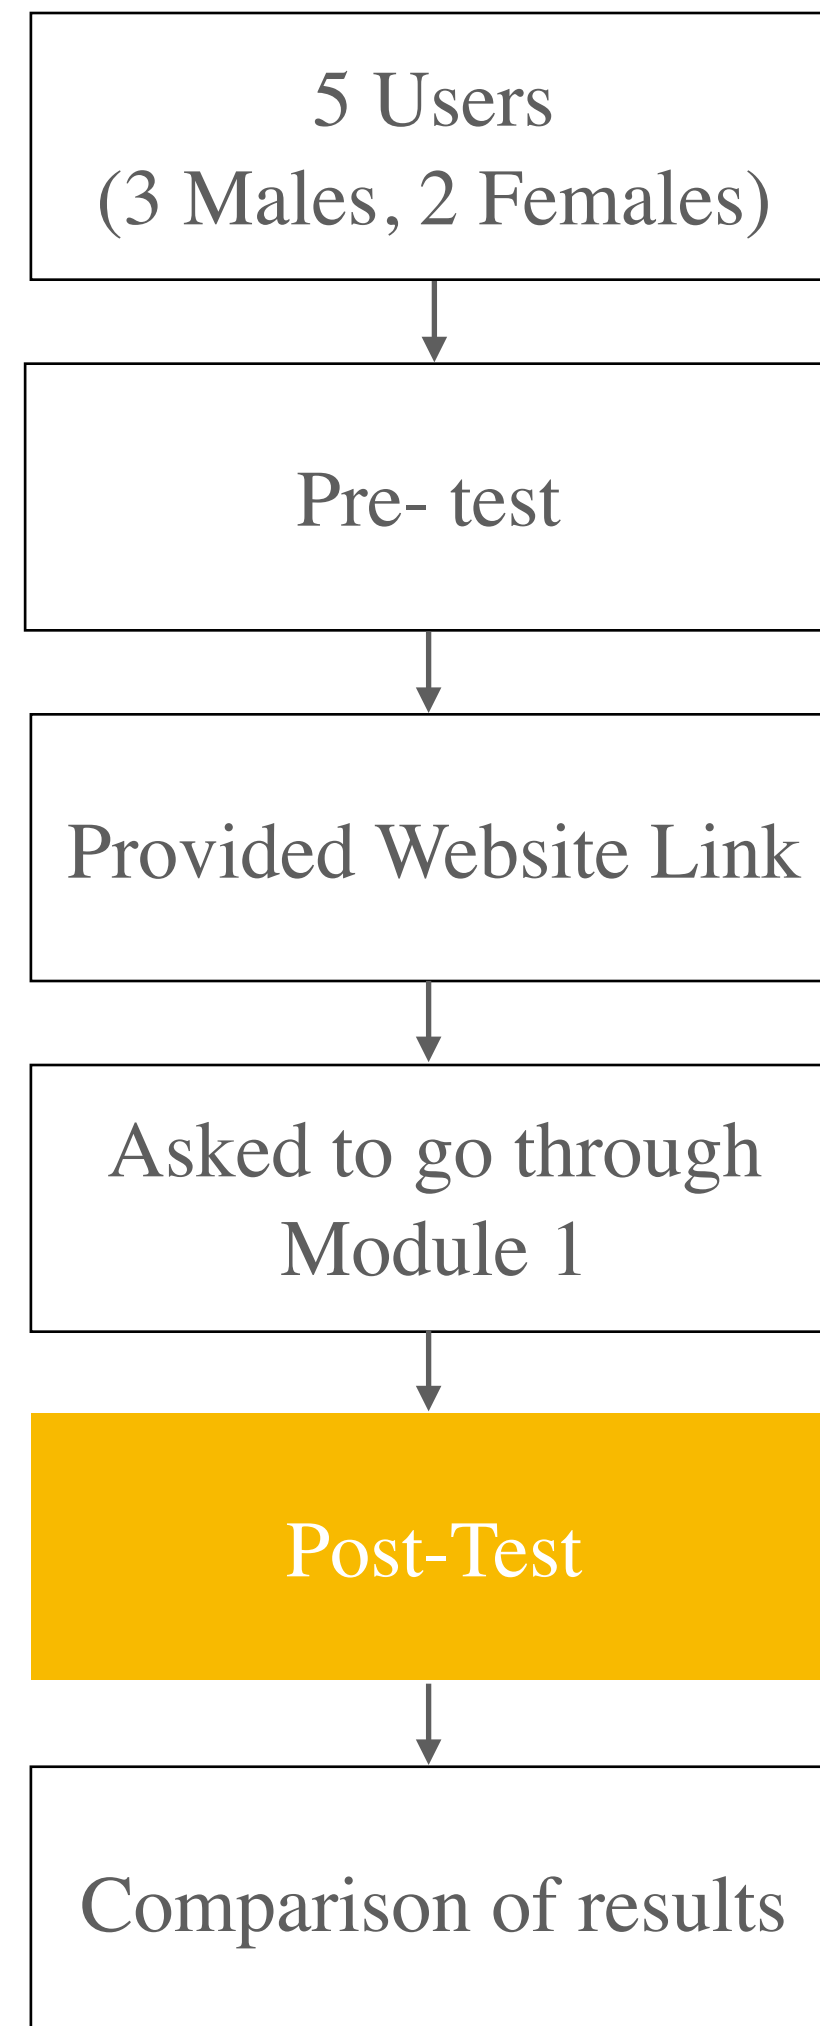 5 Users
(3 Males, 2 Females)
Pre- test
Provided Website Link
Asked to go through
Module 1
Post-Test
Comparison of results